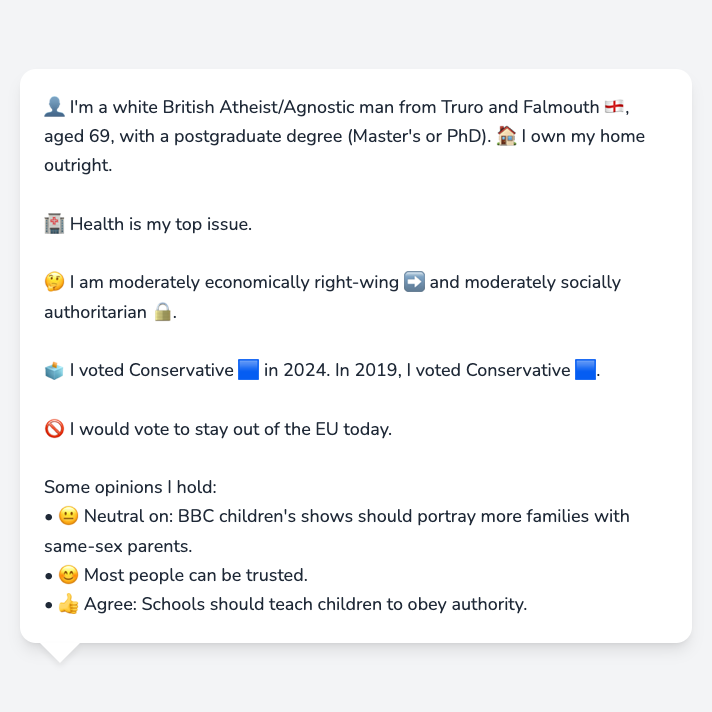 👤 I'm a white British Atheist/Agnostic man from Truro and Falmouth 🏴󠁧󠁢󠁥󠁮󠁧󠁿,
aged 69, with a postgraduate degree (Master's or PhD). 🏠 I own my home
outright.
🏥 Health is my top issue.
🤔 I am moderately economically right-wing ➡️ and moderately socially
authoritarian 🔒.
🗳️ I voted Conservative 🟦 in 2024. In 2019, I voted Conservative 🟦.
🚫 I would vote to stay out of the EU today.
Some opinions I hold:
• 😐 Neutral on: BBC children's shows should portray more families with
same-sex parents.
• 😊 Most people can be trusted.
• 👍 Agree: Schools should teach children to obey authority.